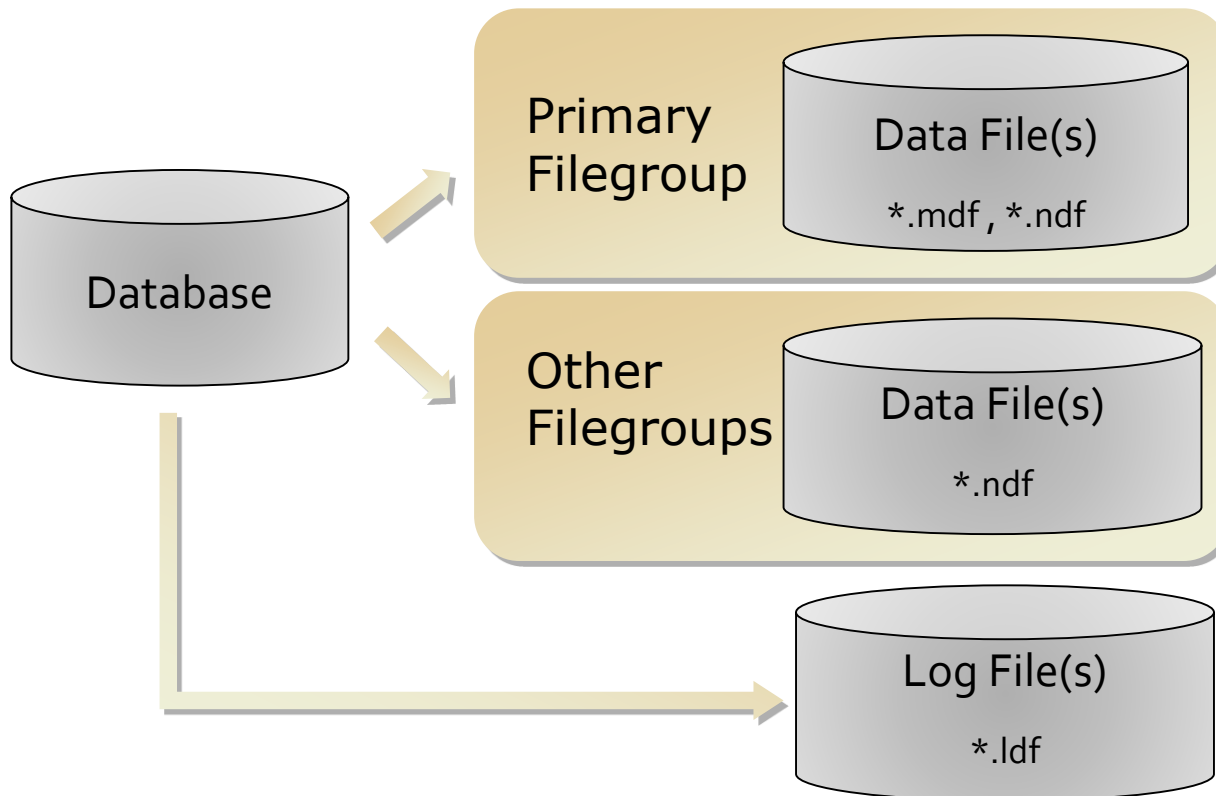 Database
Primary
Filegroup
Data File(s)
*.mdf , *.ndf
Other
Filegroups
Data File(s)
*.ndf
Log File(s)
*.ldf